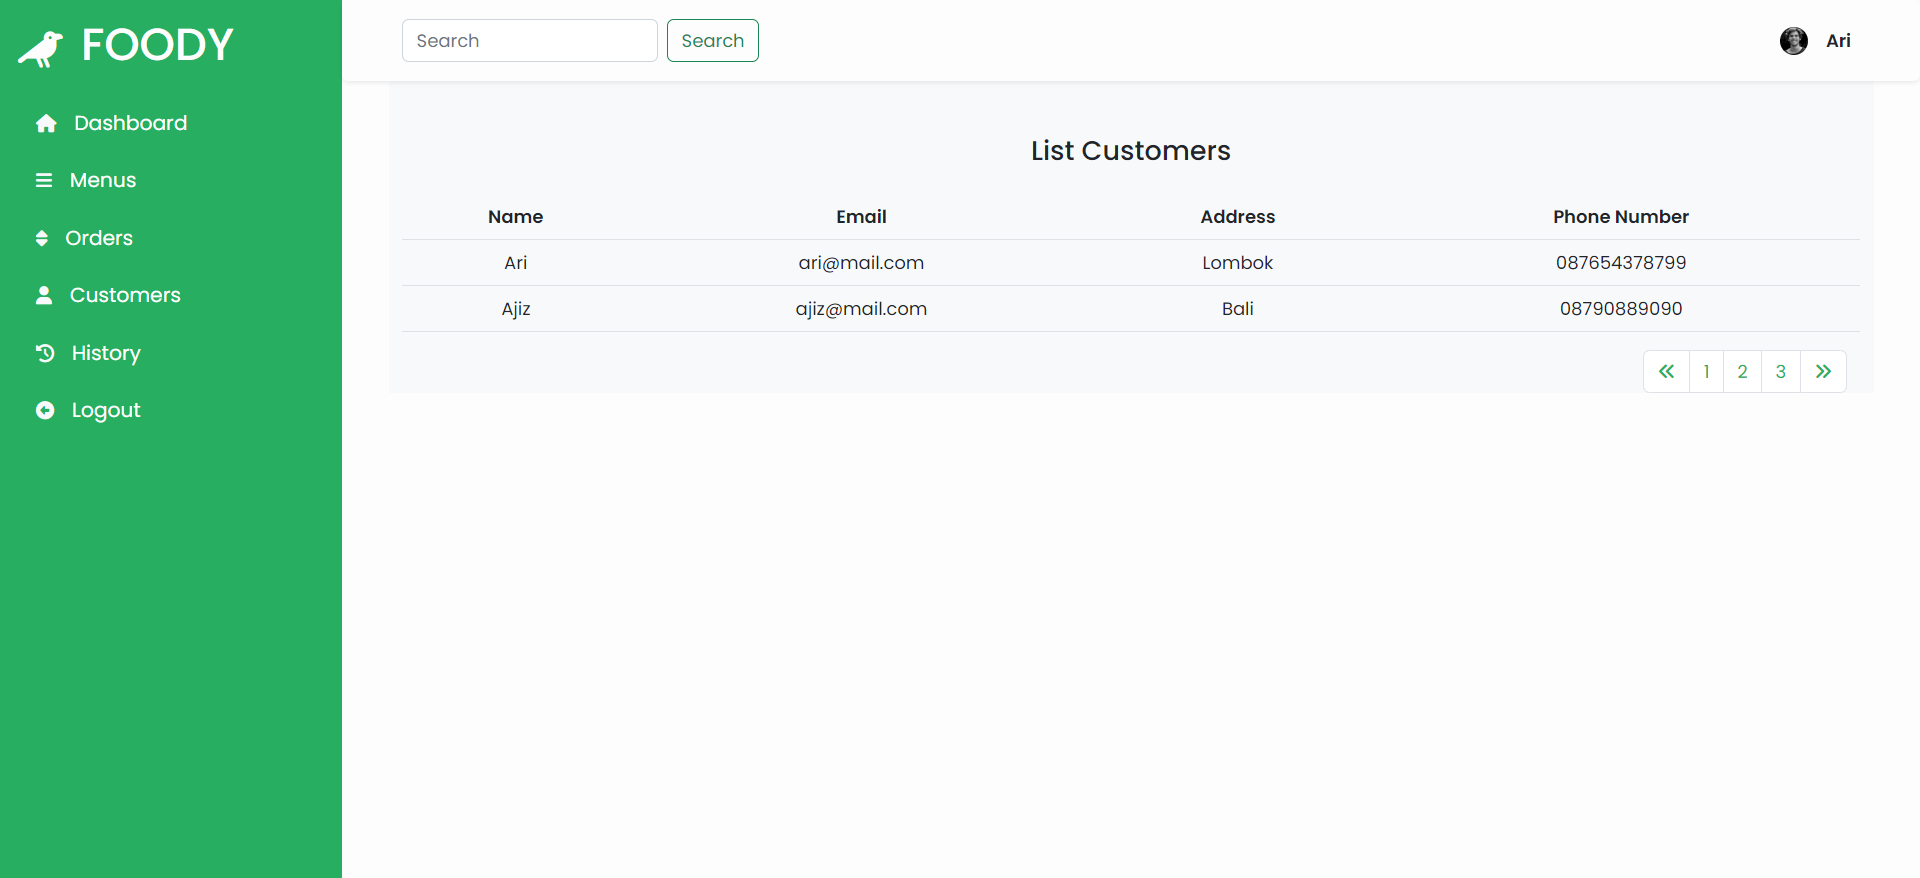 FOODY
Dashboard
Menus
Orders
Customers
History
Logout
Search Search Ari
List Customers
Name Email Address Phone Number
Ari ari@mail.com Lombok 087654378799
Ajiz ajiz@mail.com Bali 08790889090
« 1 2 3 »